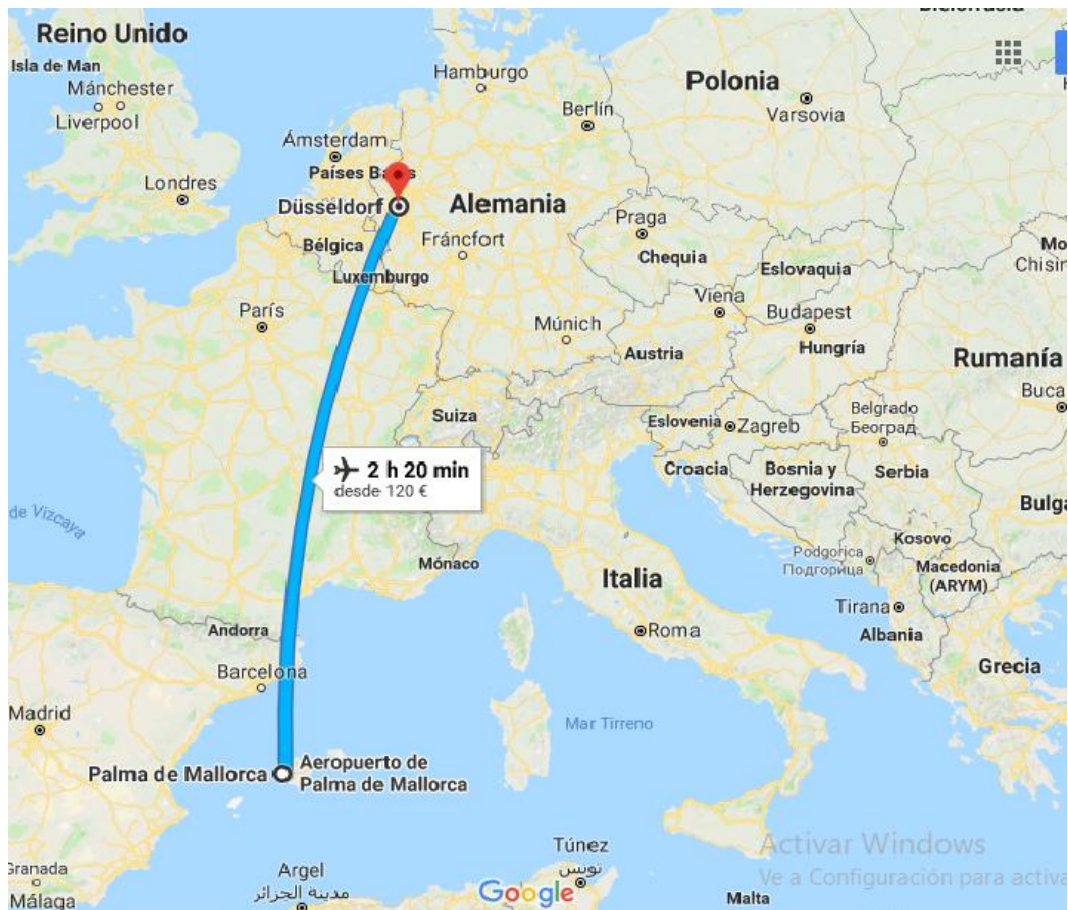 Reino Unido
Isla de Man
Mánchester
Liverpool
Londres
Hamburgo
Polonia
Berlín
Varsovia
Ámsterdam
Países
Düsseldorf
Alemania
Bélgica
Fráncfort
Praga
Chequia
Luxemburgo
Eslovaquia
París
Viena
Múnich
Budapest
Hungría
Austria
Rumanía
Suiza
Eslovenia
Zagreb
Belgrado
Београд
Croacia
Bosnia y
Herzegovina
Serbia
2 h 20 min
desde 120 €
de Vizcaya
Kosovo
Mónaco
Podgorica
Подгорица
Macedonia
(ARYM)
Italia
Tirana
Albania
Andorra
Roma
Grecia
Barcelona
Madrid
Mar Tirreno
Palma de Mallorca
Aeropuerto de
Palma de Mallorca
Activar Windows
Ve a Configuración para activa
Túnez
تونس
Granada
Málaga
Argel
مدينة الجزائر
Google
Malta